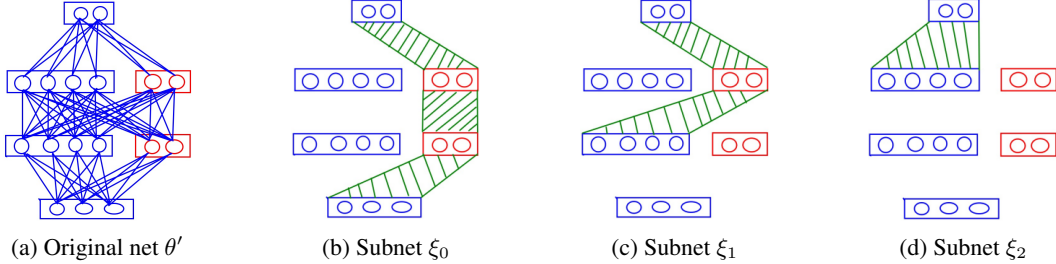 (a) Original net θ′
(b) Subnet ξ₀
(c) Subnet ξ₁
(d) Subnet ξ₂